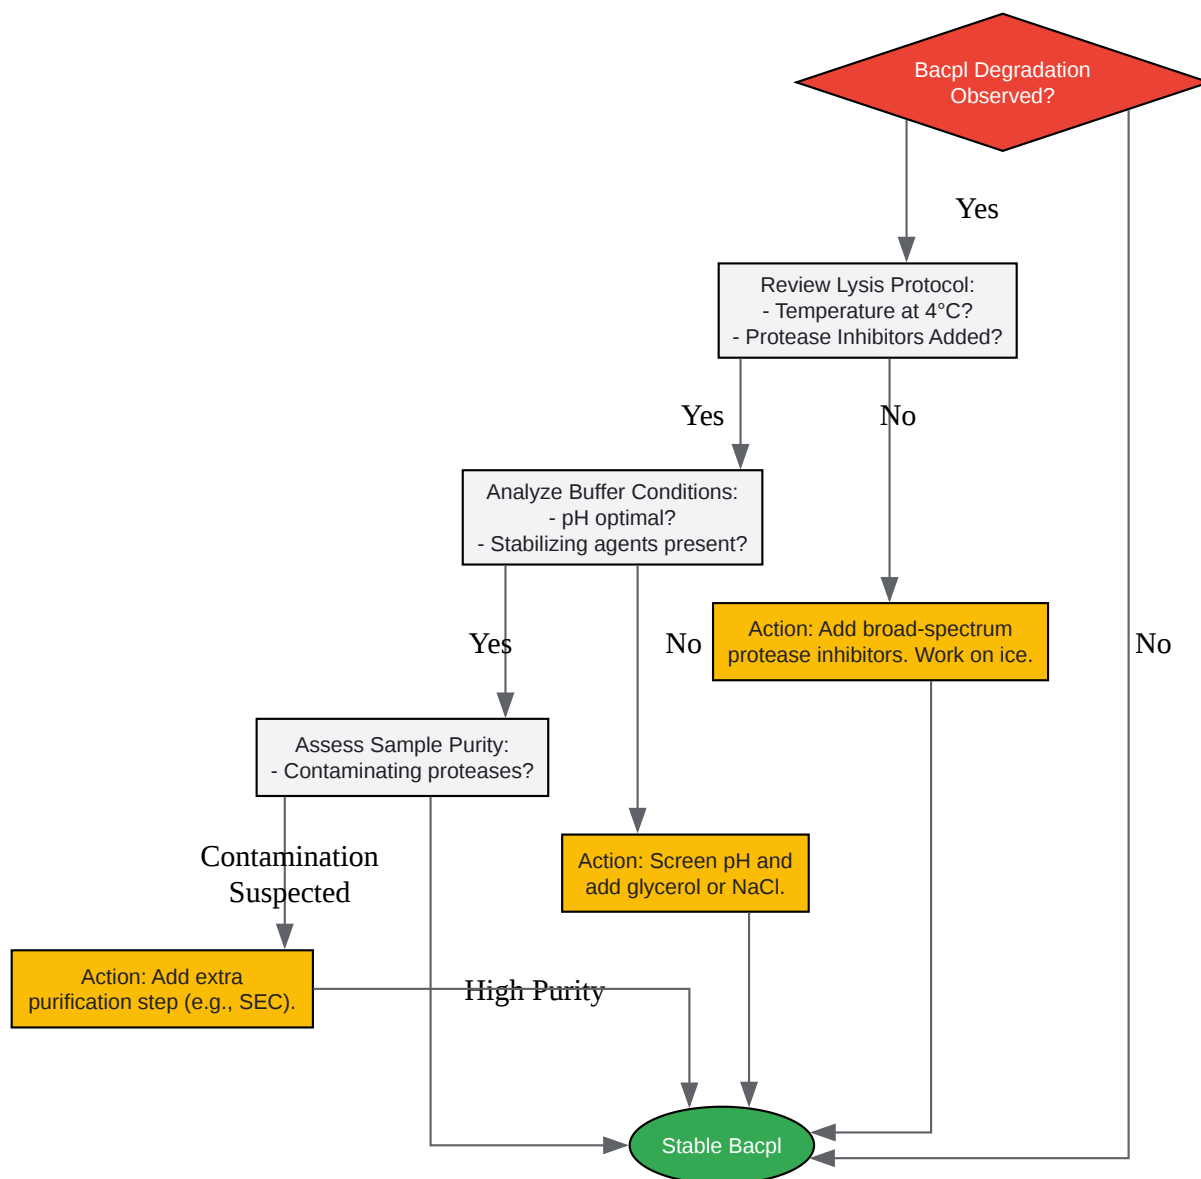 Bacpl Degradation
Observed?
Yes
Review Lysis Protocol:
- Temperature at 4°C?
- Protease Inhibitors Added?
Yes
No
Analyze Buffer Conditions:
- pH optimal?
- Stabilizing agents present?
Action: Add broad-spectrum
protease inhibitors. Work on ice.
Yes
No
No
Assess Sample Purity:
- Contaminating proteases?
Contamination
Suspected
Action: Screen pH and
add glycerol or NaCl.
Action: Add extra
purification step (e.g., SEC).
High Purity
Stable Bacpl